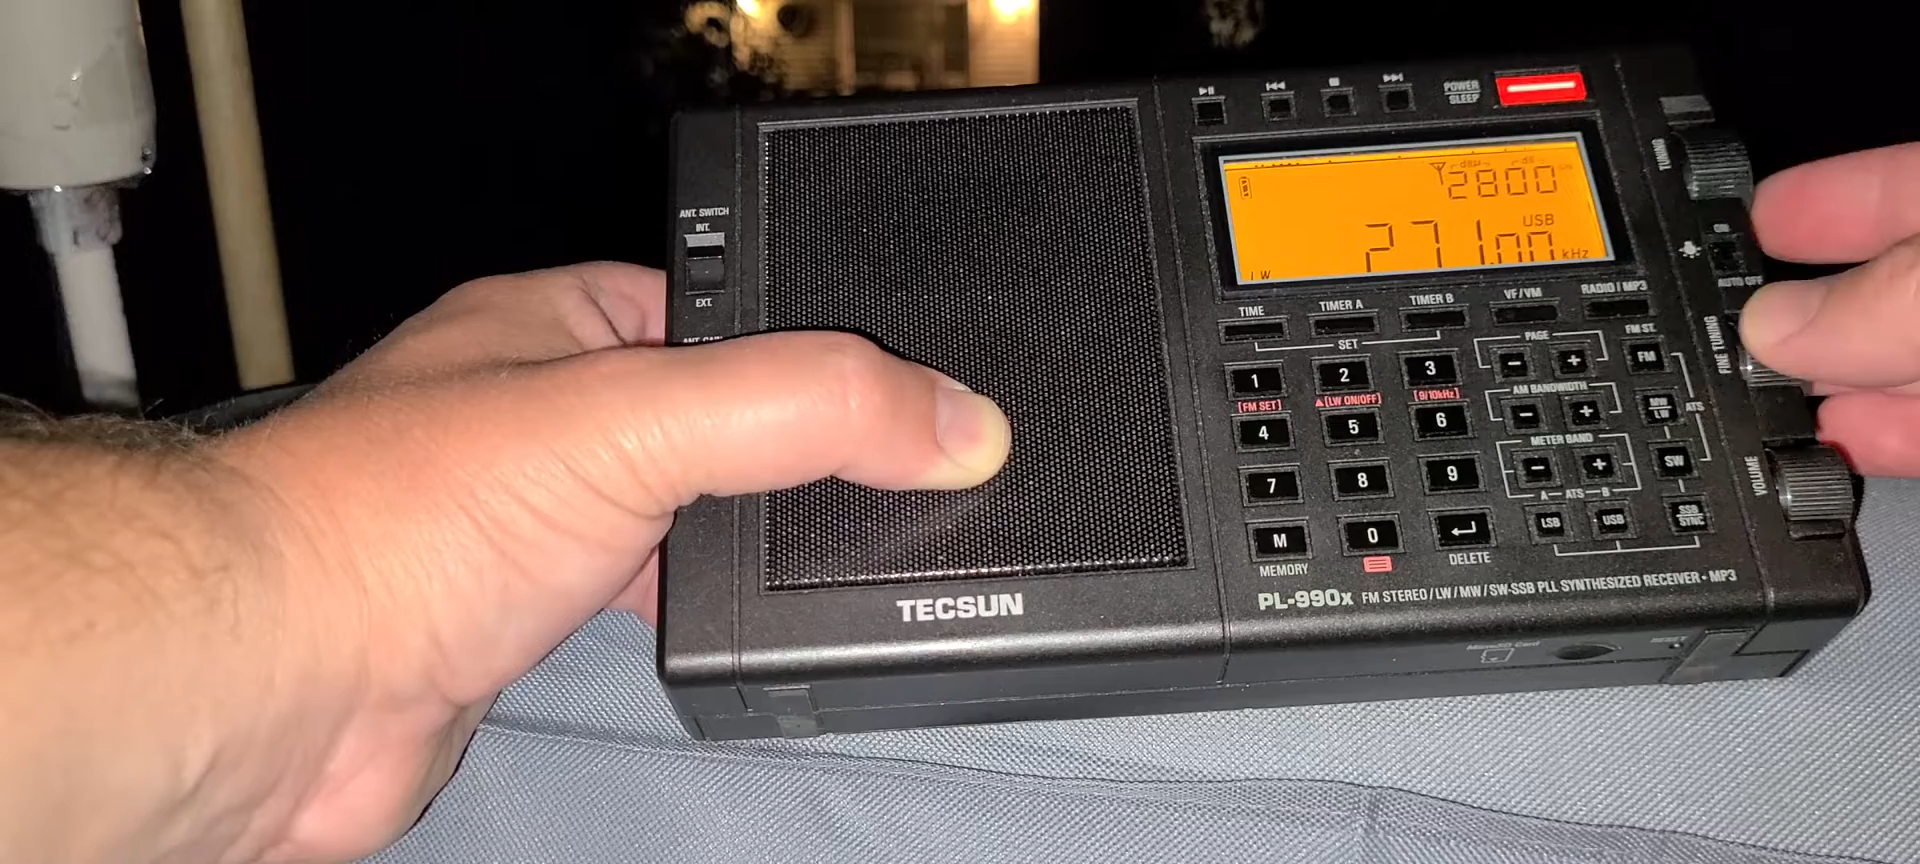 POWER
SLEEP
TUNING
ANT. SWITCH
INT.
EXT.
2800
USB
271.00 kHz
LW
ON
AUTO OFF
TIME
TIMER A
TIMER B
VF/VM
RADIO / MP3
SET
PAGE
FM ST.
FINE TUNING
1 2 3 - + FM
[FM SET] [LW ON/OFF] [9/10kHz]
AM BANDWIDTH
4 5 6 - + MW LW
ATS
METER BAND
7 8 9 - + SW
A — ATS — B
VOLUME
M 0 LSB USB SSB SYNC
MEMORY
DELETE
TECSUN
PL-990x FM STEREO / LW / MW / SW-SSB PLL SYNTHESIZED RECEIVER • MP3
MicroSD Card
RESET